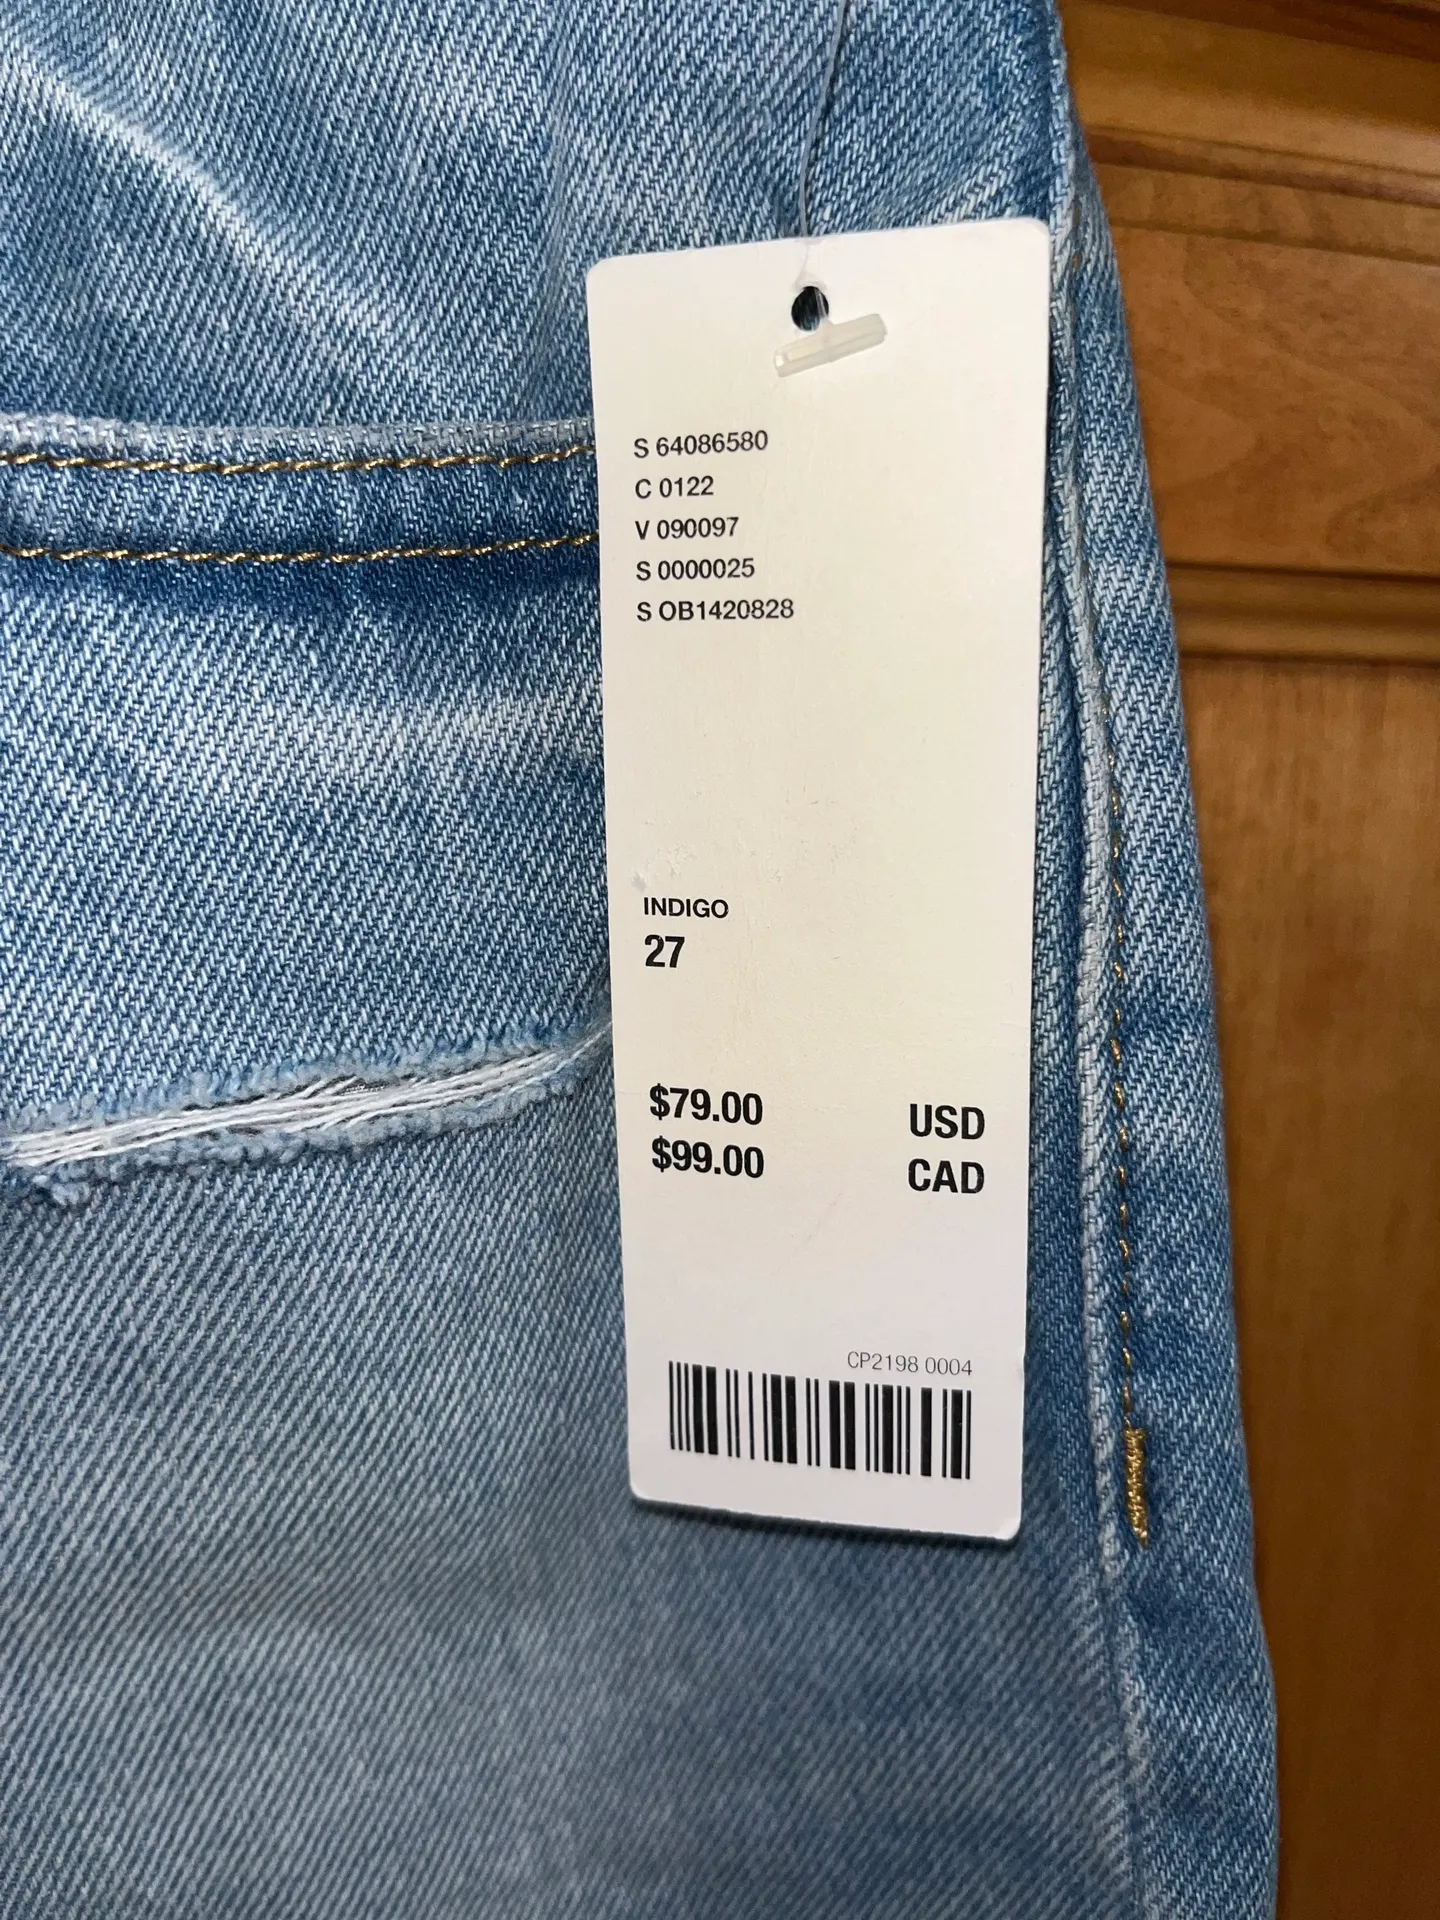 S 64086580
C 0122
V 090097
S 0000025
S OB1420828
INDIGO
27
$79.00 USD
$99.00 CAD
CP2198 0004